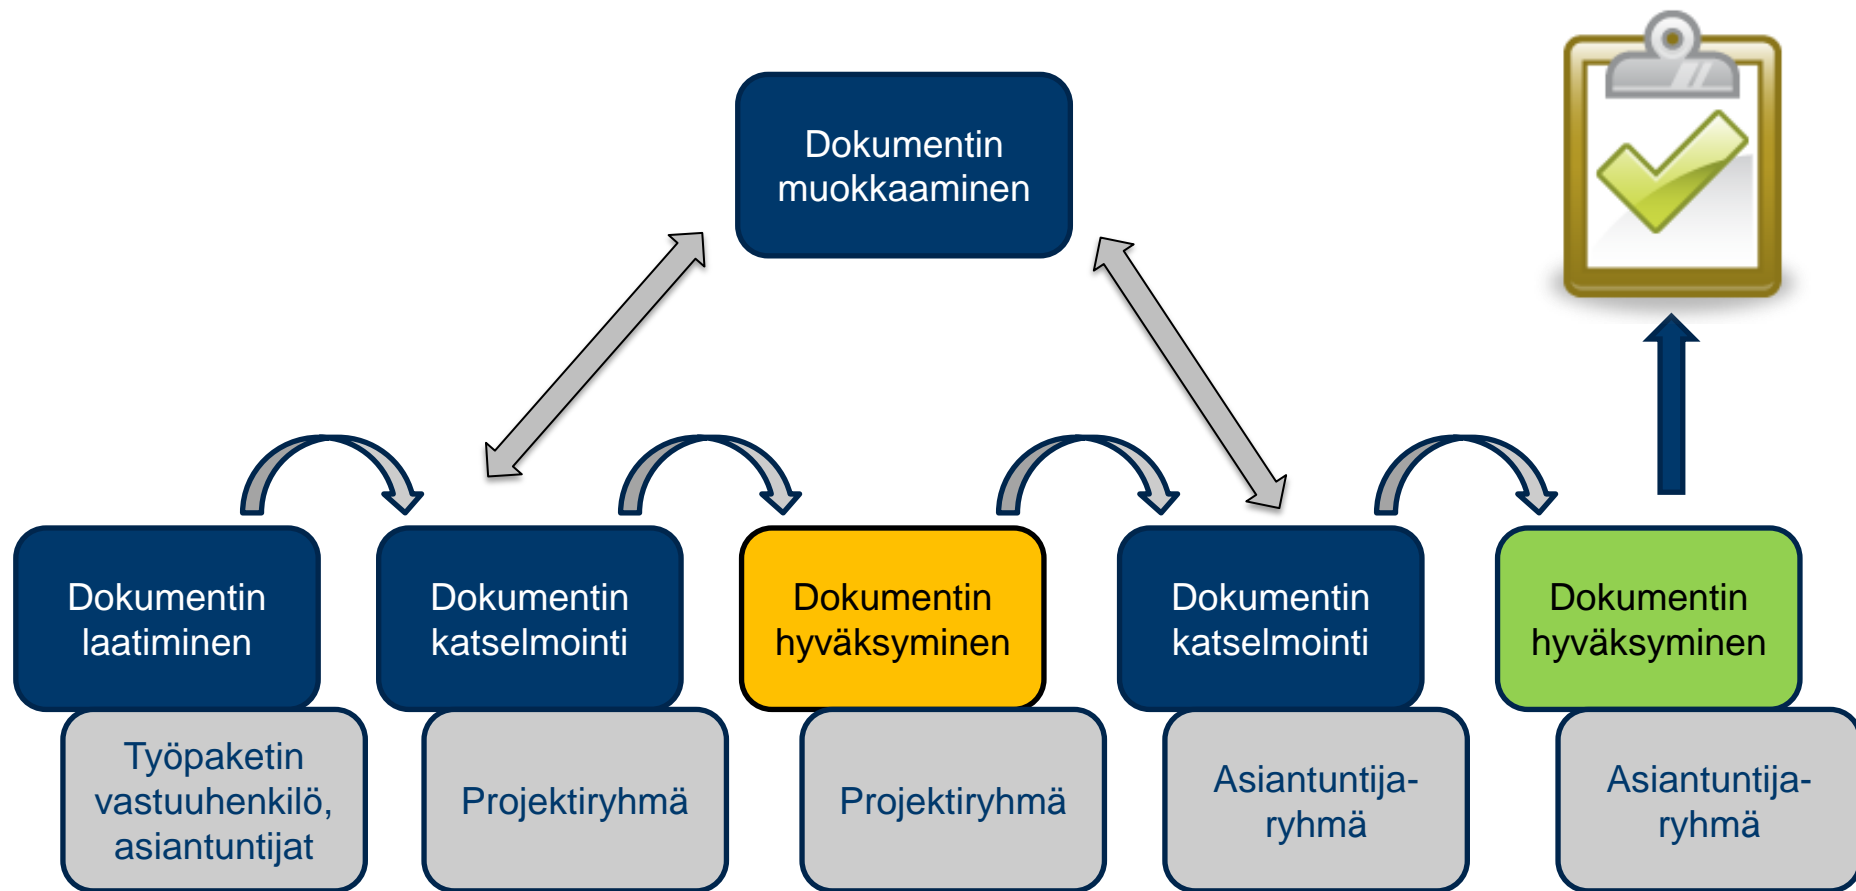 Dokumentin
muokkaaminen
Dokumentin
laatiminen
Työpaketin
vastuuhenkilö,
asiantuntijat
Dokumentin
katselmointi
Projektiryhmä
Dokumentin
hyväksyminen
Projektiryhmä
Dokumentin
katselmointi
Asiantuntija-
ryhmä
Dokumentin
hyväksyminen
Asiantuntija-
ryhmä